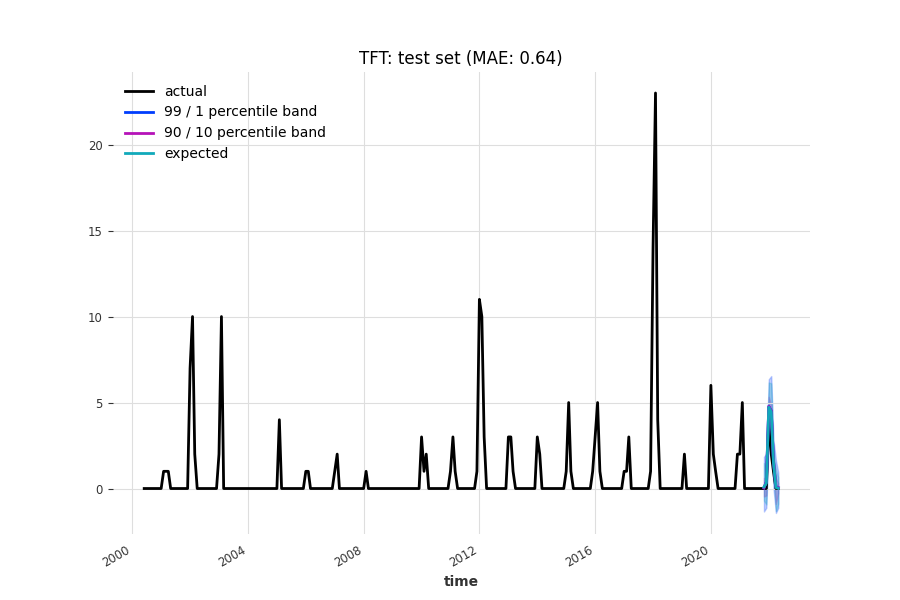 TFT: test set (MAE: 0.64)
actual
99 / 1 percentile band
90 / 10 percentile band
expected
20
15
10
5
0
2000
2004
2008
2012
2016
2020
time